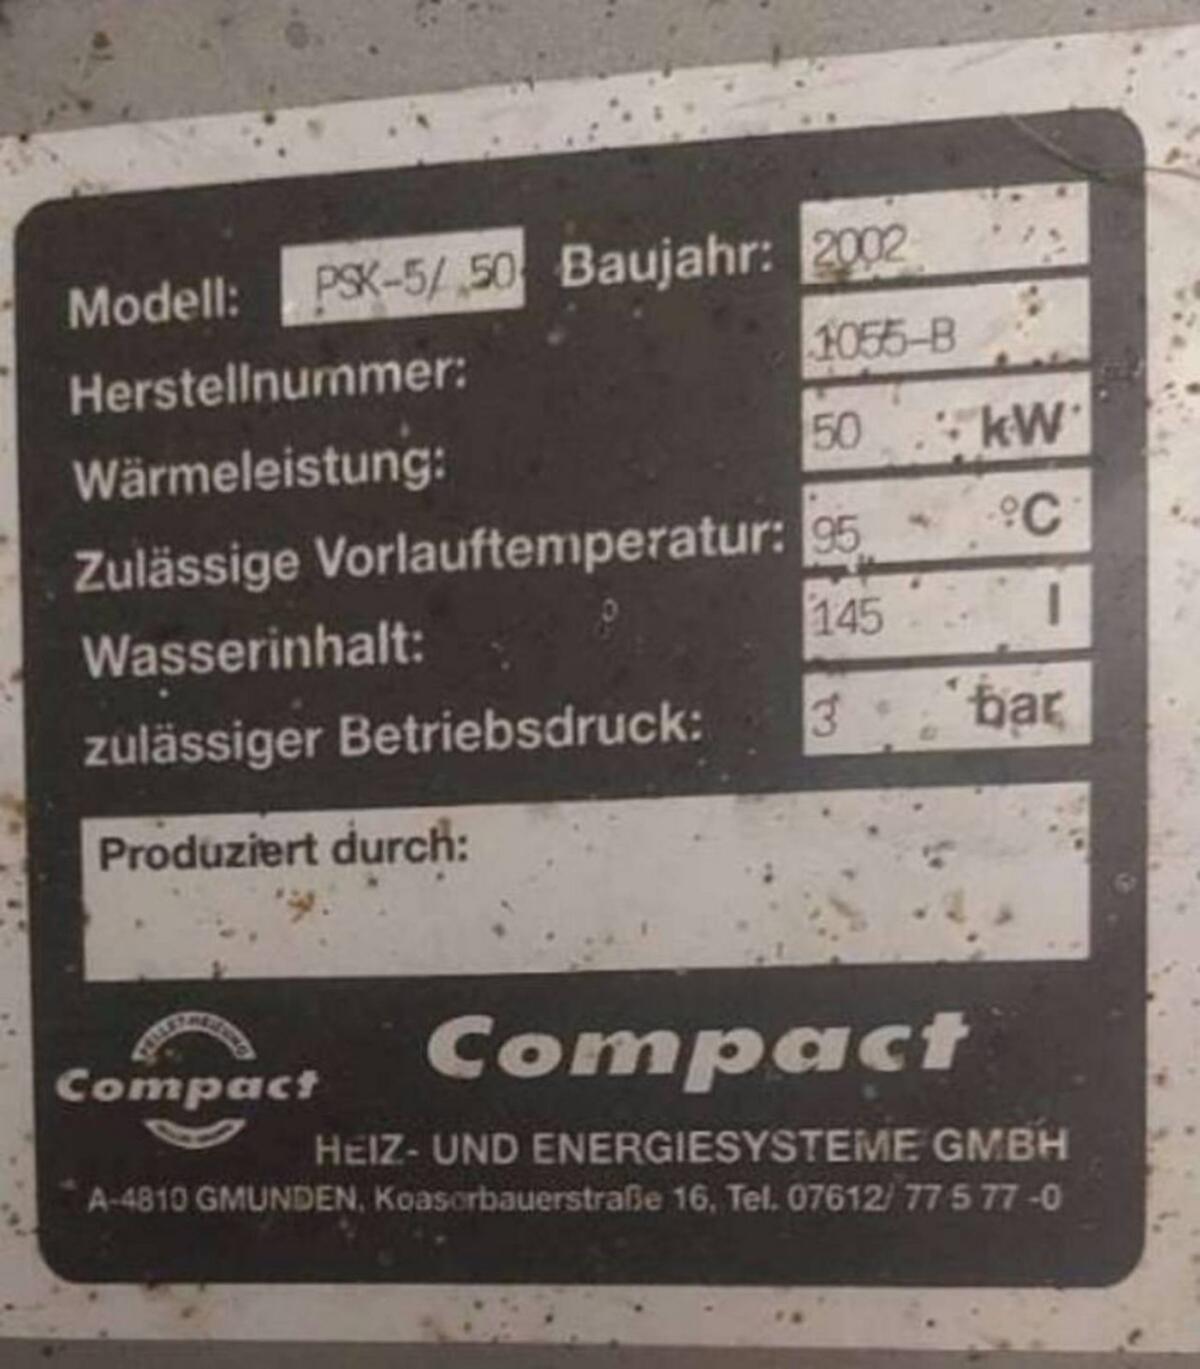 Modell: PSK-5/ 50 Baujahr: 2002
Herstellnummer: 1055-B
Wärmeleistung: 50 kW
Zulässige Vorlauftemperatur: 95 °C
Wasserinhalt: 145 l
zulässiger Betriebsdruck: 3 bar
Produziert durch:
PELLET-HEIZUNG
Compact
Compact
HEIZ- UND ENERGIESYSTEME GMBH
A-4810 GMUNDEN, Koaserbauerstraße 16, Tel. 07612/ 77 5 77 -0